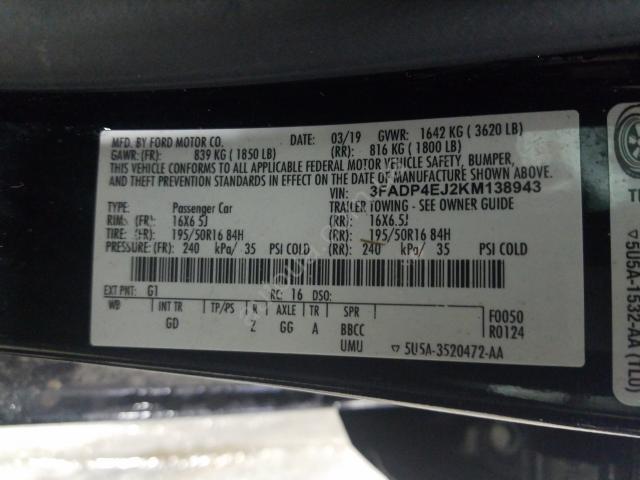 MFD. BY FORD MOTOR CO. DATE: 03/19 GVWR: 1642 KG ( 3620 LB)
GAWR: (FR): 839 KG ( 1850 LB) (RR): 816 KG ( 1800 LB)
THIS VEHICLE CONFORMS TO ALL APPLICABLE FEDERAL MOTOR VEHICLE SAFETY, BUMPER,
AND THEFT PREVENTION STANDARDS IN EFFECT ON THE DATE OF MANUFACTURE SHOWN ABOVE.
VIN: 3FADP4EJ2KM138943
TYPE: Passenger Car TRAILER TOWING - SEE OWNER GUIDE
RIMS (FR): 16X6.5J (RR): 16X6.5J
TIRE: (FR): 195/50R16 84H (RR): 195/50R16 84H
PRESSURE: (FR): 240 kPa/ 35 PSI COLD (RR): 240 kPa/ 35 PSI COLD
EXT PNT: G1 RC: 16 DSO:
WB INT TR TP/PS R AXLE TR SPR F0050
GD Z GG A BBCC R0124
UMU ▽ 5U5A-3520472-AA
▽ 5U5A-1532-AA (TLU)